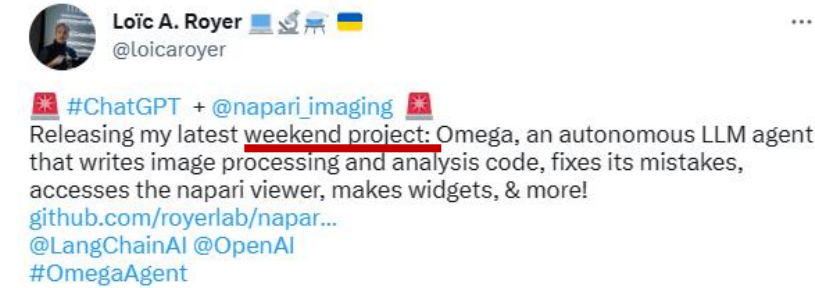 Loïc A. Royer 💻🔬⚗️🇺🇦
@loicaroyer
🚨 #ChatGPT + @napari_imaging 🚨
Releasing my latest weekend project: Omega, an autonomous LLM agent
that writes image processing and analysis code, fixes its mistakes,
accesses the napari viewer, makes widgets, & more!
github.com/royerlab/napar...
@LangChainAI @OpenAI
#OmegaAgent